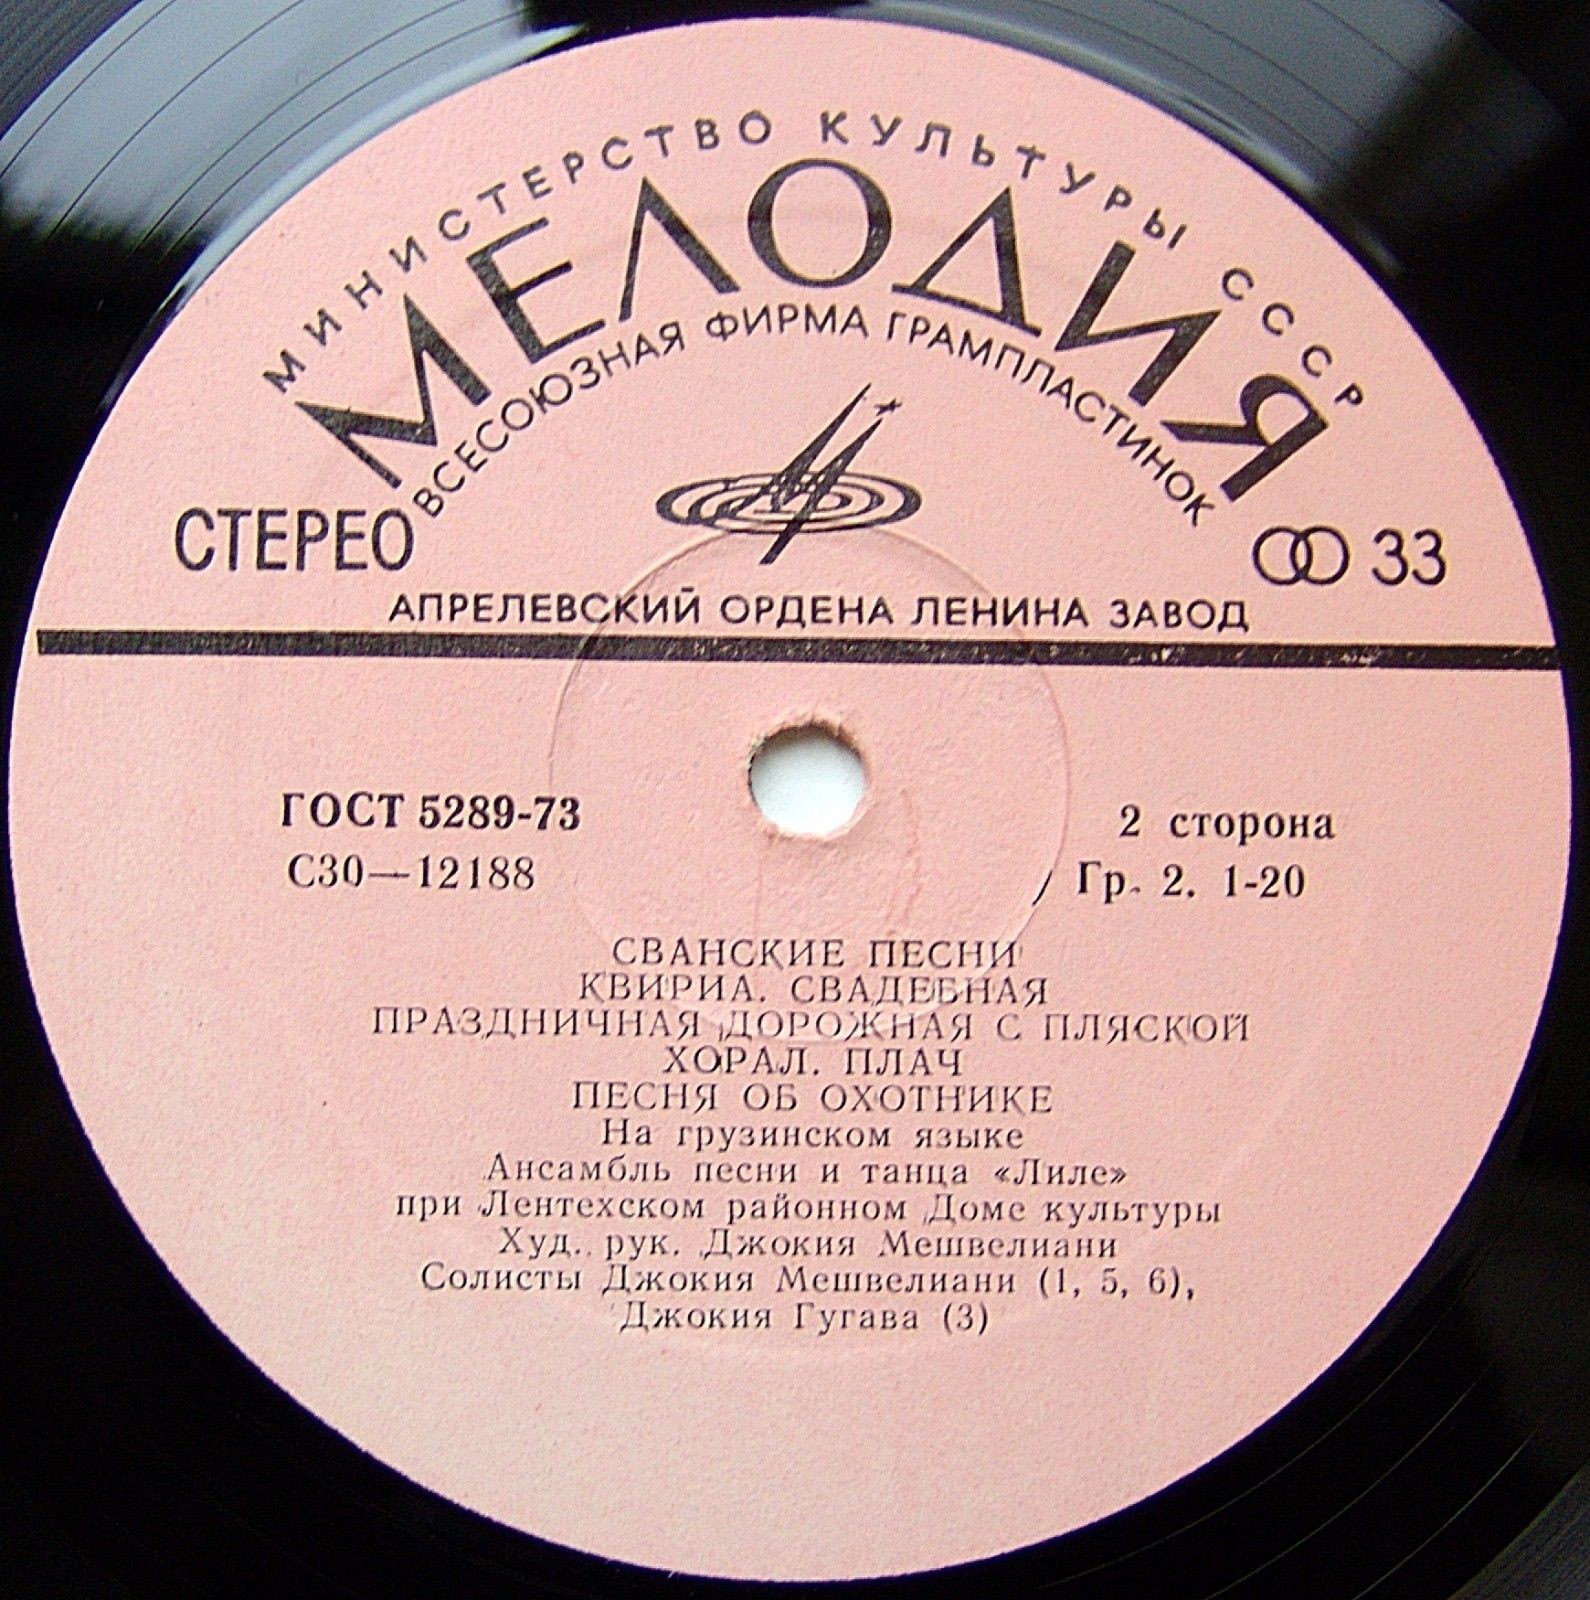 МИНИСТЕРСТВО КУЛЬТУРЫ СССР
МЕЛОДИЯ
ВСЕСОЮЗНАЯ ФИРМА ГРАМПЛАСТИНОК
СТЕРЕО
33
АПРЕЛЕВСКИЙ ОРДЕНА ЛЕНИНА ЗАВОД
ГОСТ 5289-73
С30—12188
2 сторона
Гр. 2. 1-20
СВАНСКИЕ ПЕСНИ
КВИРИА. СВАДЕБНАЯ
ПРАЗДНИЧНАЯ ДОРОЖНАЯ С ПЛЯСКОЙ
ХОРАЛ. ПЛАЧ
ПЕСНЯ ОБ ОХОТНИКЕ
На грузинском языке
Ансамбль песни и танца «Лиле»
при Лентехском районном Доме культуры
Худ. рук. Джокия Мешвелиани
Солисты Джокия Мешвелиани (1, 5, 6),
Джокия Гугава (3)